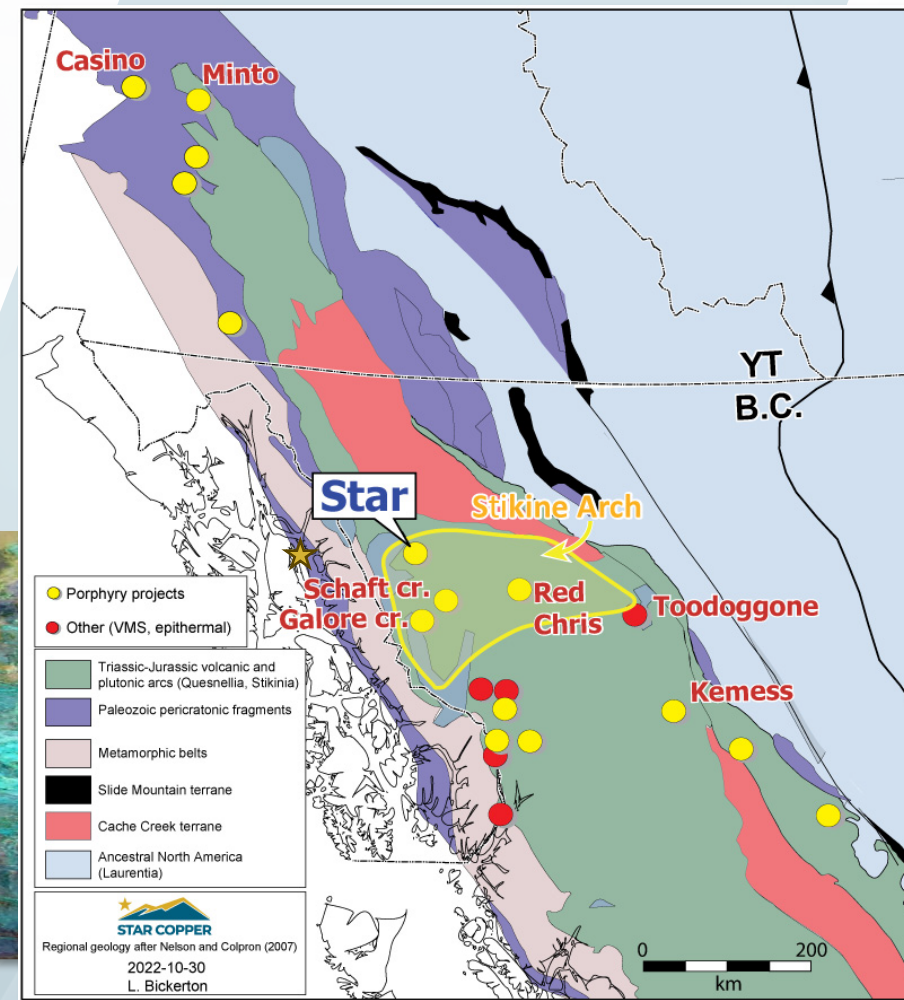 Casino
Minto
YT
B.C.
Star
Stikine Arch
Schaft cr.
Galore cr.
Red
Chris
Toodoggone
Kemess
Porphyry projects
Other (VMS, epithermal)
Triassic-Jurassic volcanic and
plutonic arcs (Quesnellia, Stikinia)
Paleozoic pericratonic fragments
Metamorphic belts
Slide Mountain terrane
Cache Creek terrane
Ancestral North America
(Laurentia)
STAR COPPER
Regional geology after Nelson and Colpron (2007)
2022-10-30
L. Bickerton
0 200
km